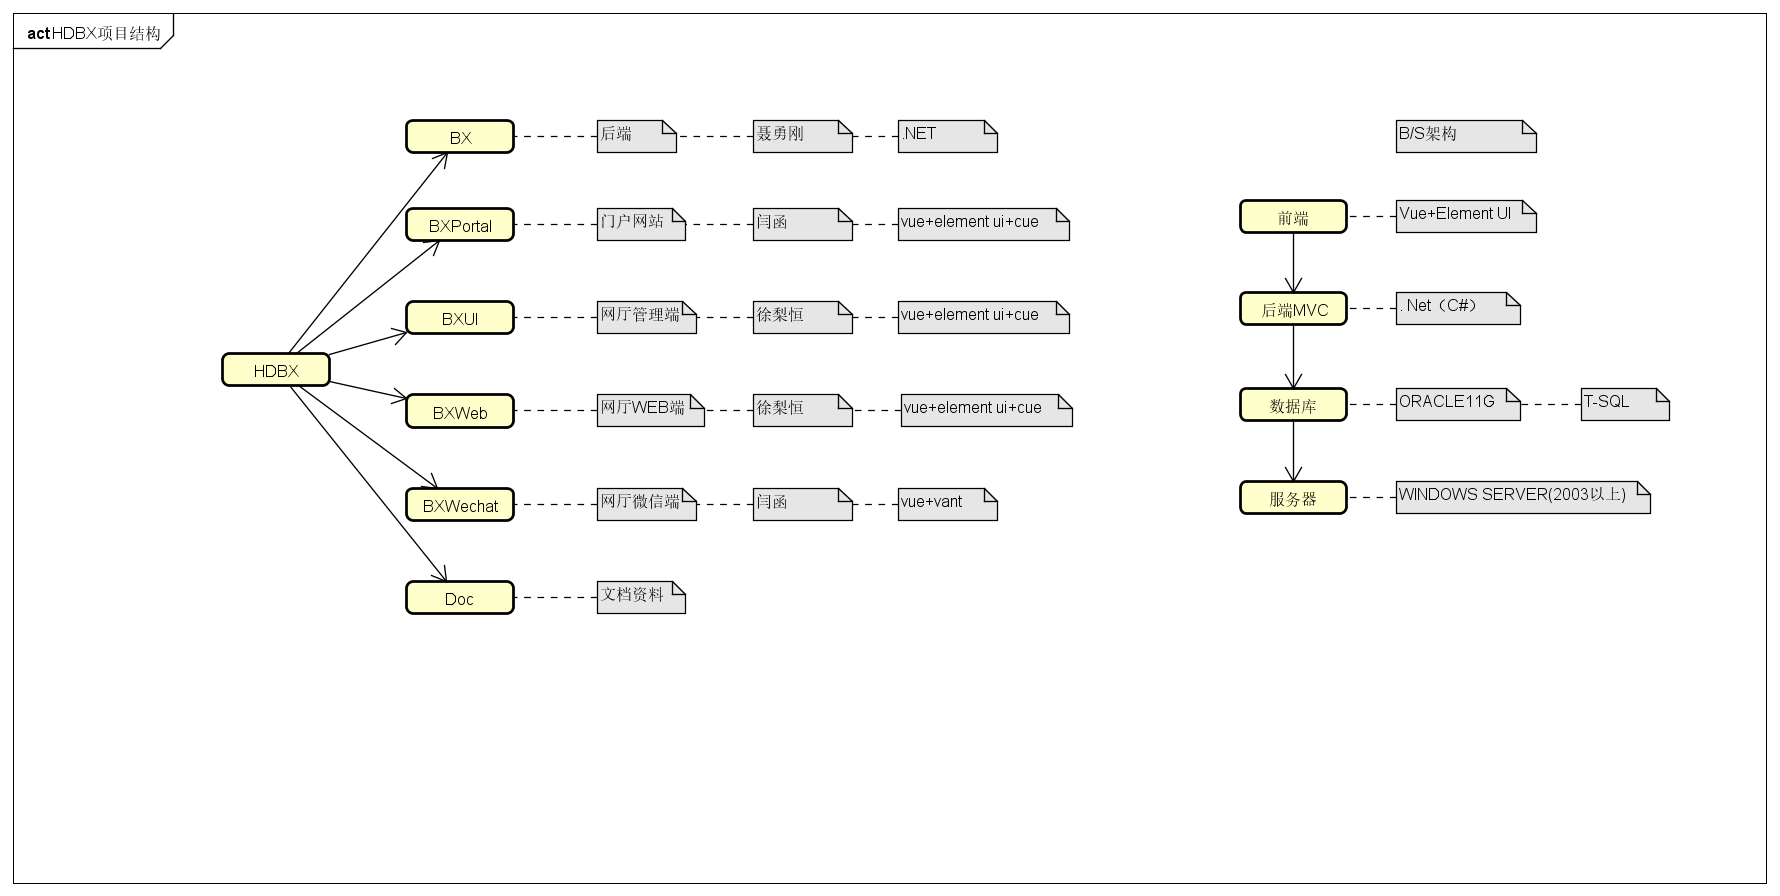 act HDBX项目结构
BX
后端
聂勇刚
.NET
BXPortal
门户网站
闫函
vue+element ui+cue
BXUI
网厅管理端
徐梨恒
vue+element ui+cue
HDBX
BXWeb
网厅WEB端
徐梨恒
vue+element ui+cue
BXWechat
网厅微信端
闫函
vue+vant
Doc
文档资料
B/S架构
前端
Vue+Element UI
后端MVC
. Net（C#）
数据库
ORACLE11G
T-SQL
服务器
WINDOWS SERVER(2003以上)